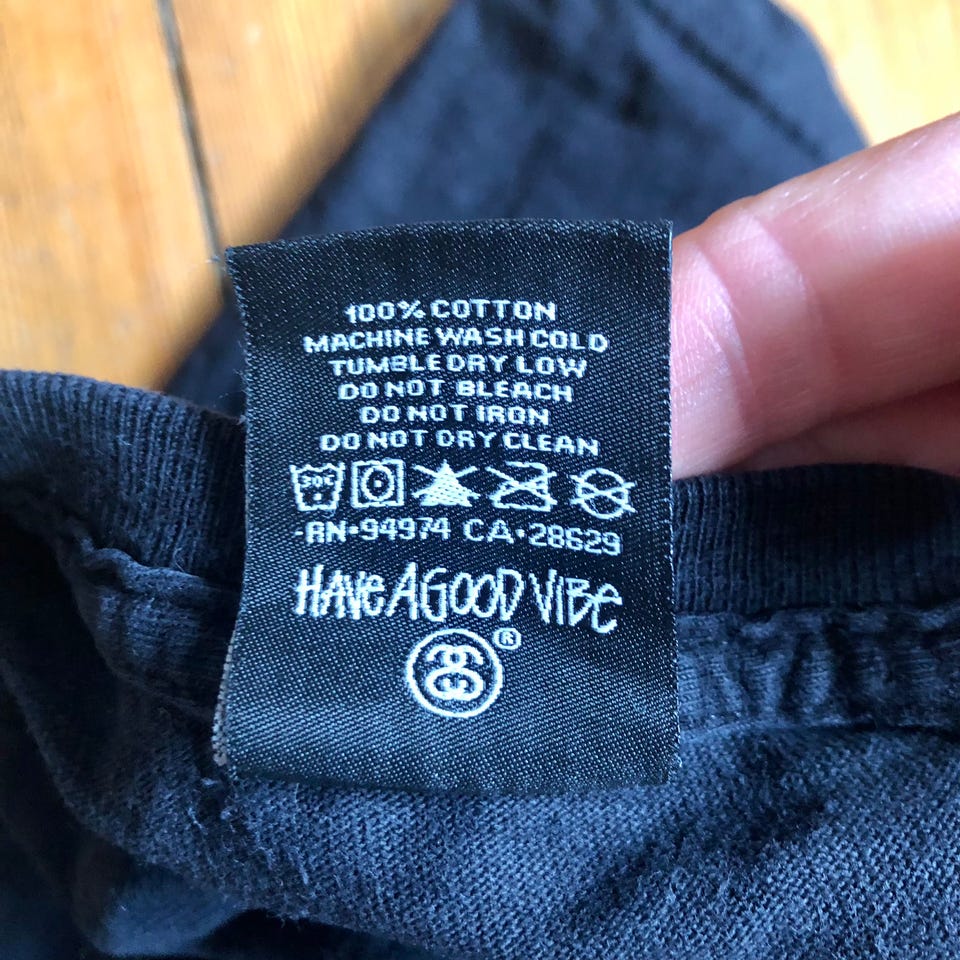 100% COTTON
MACHINE WASH COLD
TUMBLE DRY LOW
DO NOT BLEACH
DO NOT IRON
DO NOT DRY CLEAN
30C
-RN•94974 CA•28629
HAVE A GOOD VIBE
®